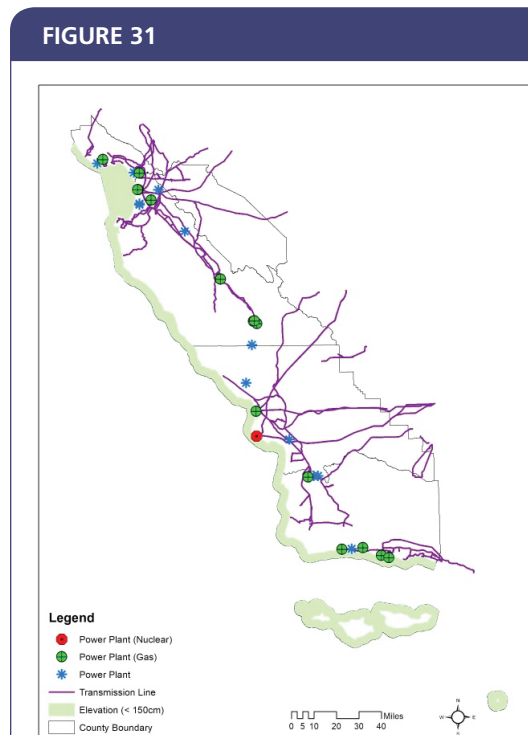 FIGURE 31
Legend
Power Plant (Nuclear)
Power Plant (Gas)
Power Plant
Transmission Line
Elevation (< 150cm)
County Boundary
0 5 10 20 30 40 Miles
N
W E
S